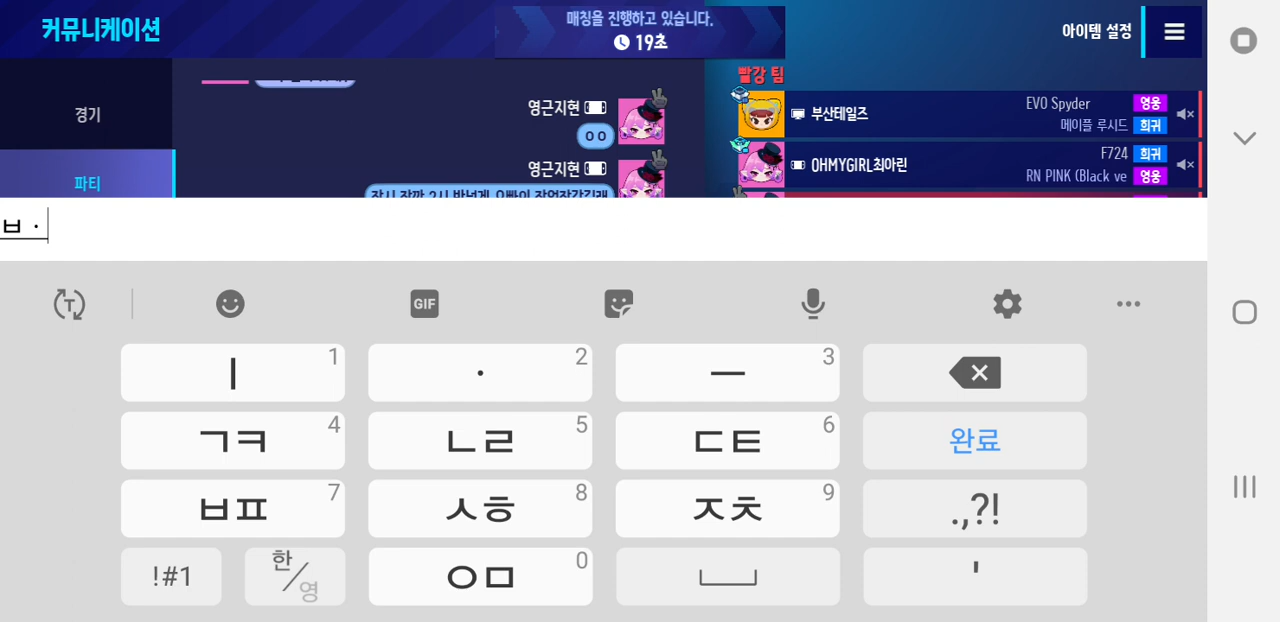 커뮤니케이션
매칭을 진행하고 있습니다.
19초
아이템 설정
경기
파티
영근지현
ㅇㅇ
영근지현
빨강 팀
부산테일즈
EVO Spyder
영웅
메이플 루시드
희귀
OHMYGIRL최아린
F724
희귀
RN PINK (Black ve
영웅
ㅂㆍ
GIF
ㅣ 1
ㆍ 2
ㅡ 3
ㄱㅋ 4
ㄴㄹ 5
ㄷㅌ 6
완료
ㅂㅍ 7
ㅅㅎ 8
ㅈㅊ 9
.,?!
!#1
한/영
ㅇㅁ 0
'